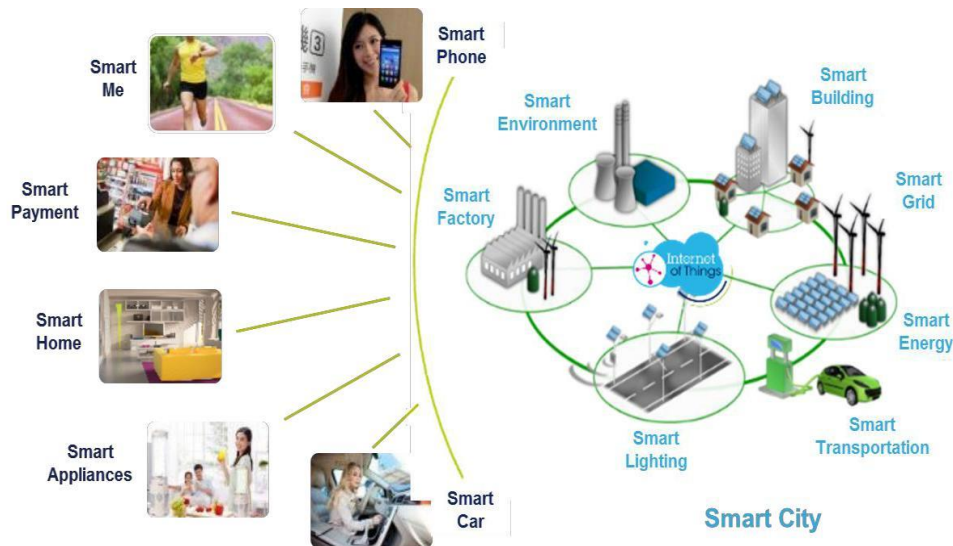 Smart
Phone
Smart
Me
Smart
Payment
Smart
Home
Smart
Appliances
Smart
Car
3
Smart
Building
Smart
Environment
Smart
Grid
Smart
Factory
Internet
of Things
Smart
Energy
Smart
Lighting
Smart
Transportation
Smart City